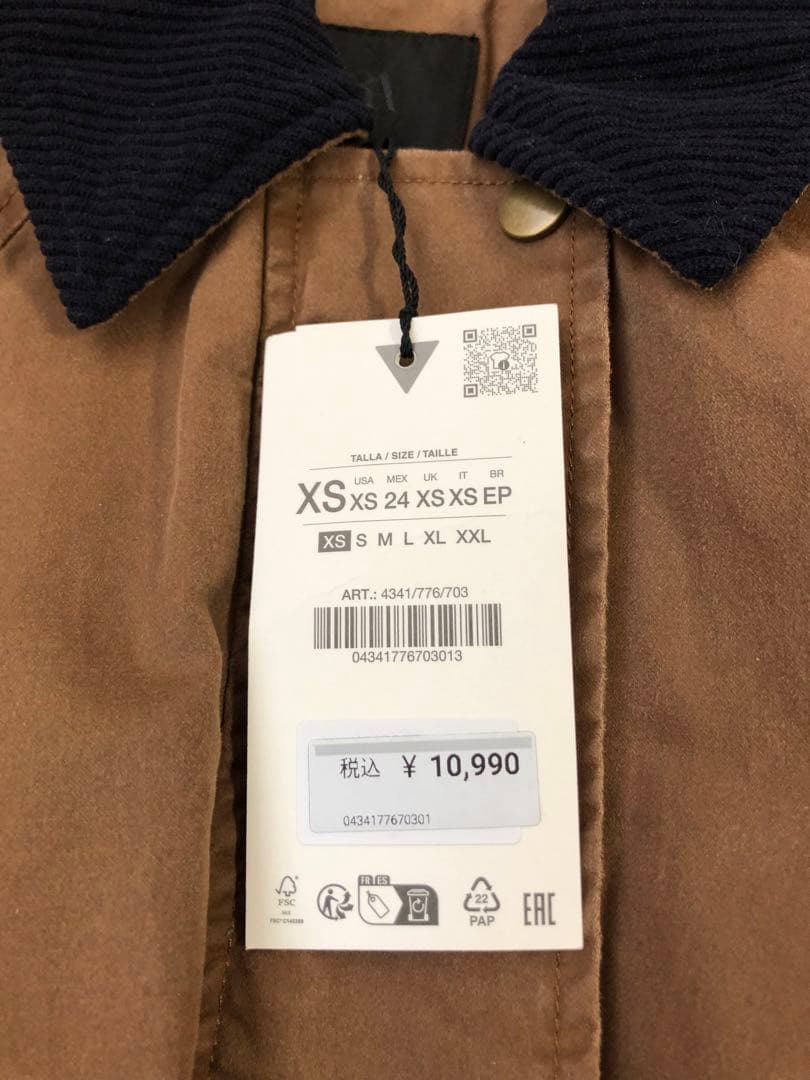 TALLA / SIZE / TAILLE
USA MEX UK IT BR
XS XS 24 XS XS EP
XS S M L XL XXL
ART.: 4341/776/703
04341776703013
税込 ¥ 10,990
0434177670301
FR ES
FSC
MIX
22
PAP
EAC